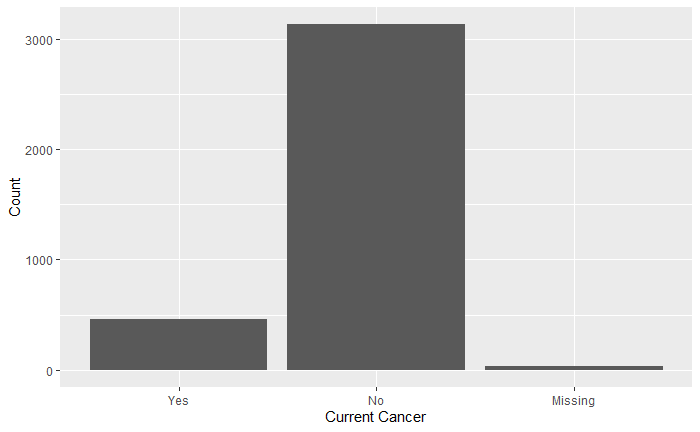 3000
2000
1000
0
Count
Yes No Missing
Current Cancer